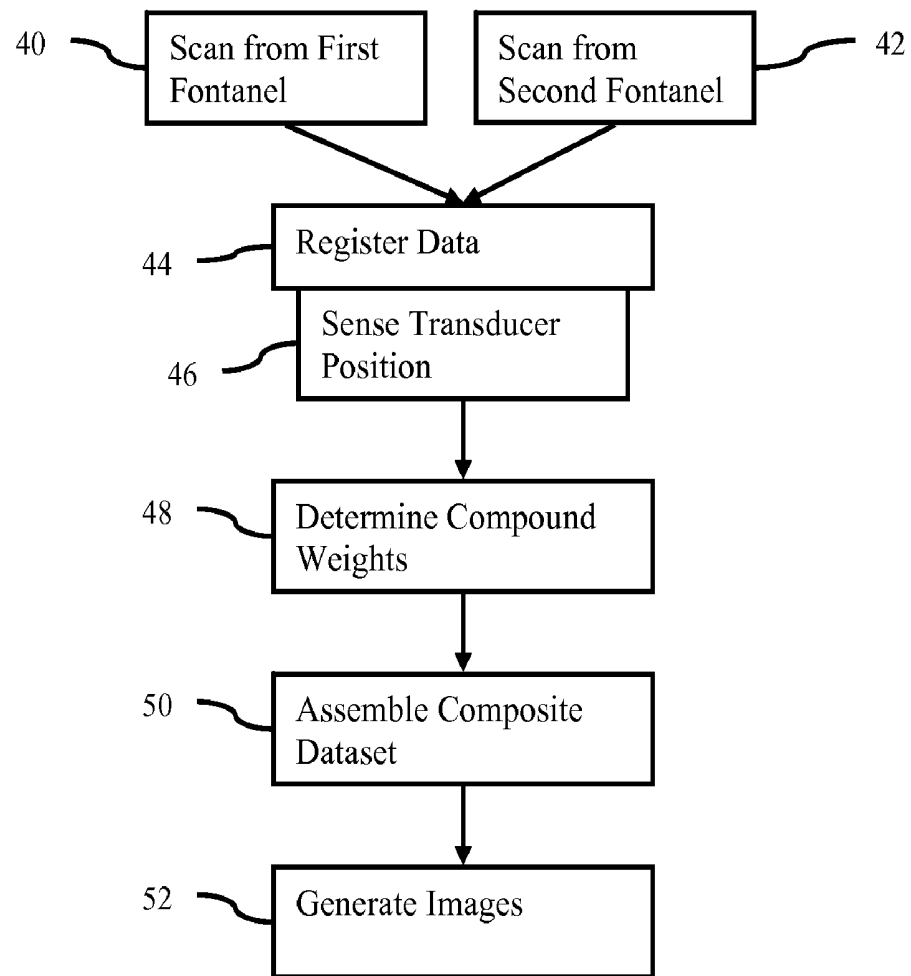 40
Scan from First
Fontanel
Scan from
Second Fontanel
42
44
Register Data
46
Sense Transducer
Position
48
Determine Compound
Weights
50
Assemble Composite
Dataset
52
Generate Images